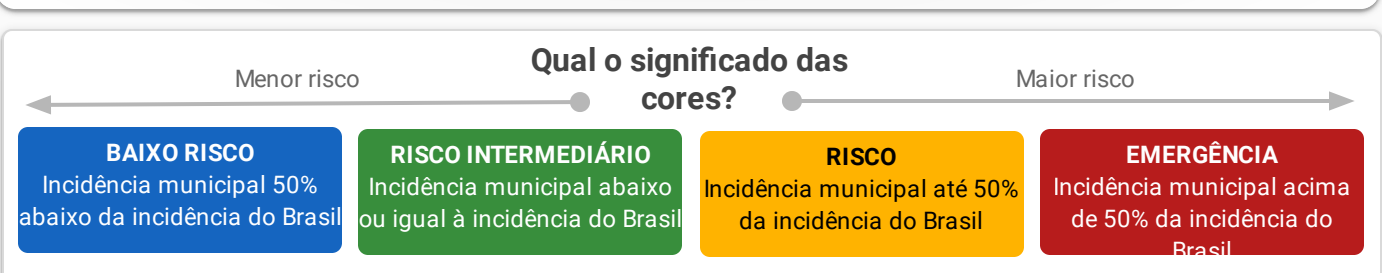 Qual o significado das
cores?
Menor risco
Maior risco
BAIXO RISCO
Incidência municipal 50%
abaixo da incidência do Brasil
RISCO INTERMEDIÁRIO
Incidência municipal abaixo
ou igual à incidência do Brasil
RISCO
Incidência municipal até 50%
da incidência do Brasil
EMERGÊNCIA
Incidência municipal acima
de 50% da incidência do
Brasil